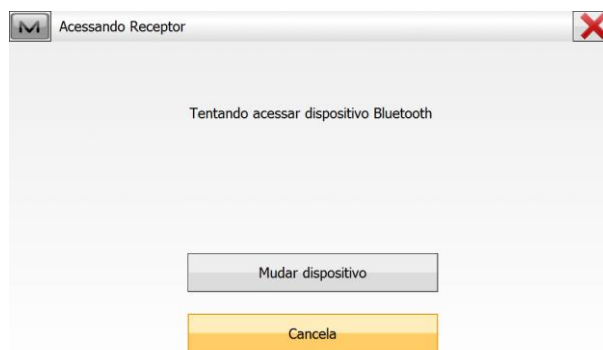 Acessando Receptor
Tentando acessar dispositivo Bluetooth
Mudar dispositivo
Cancela